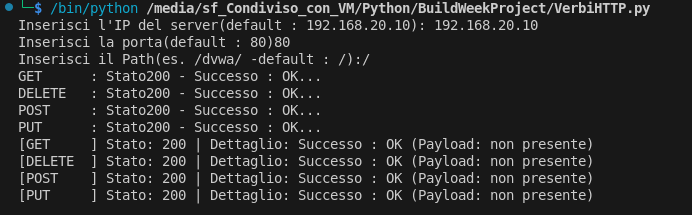 └─$ /bin/python /media/sf_Condiviso_con_VM/Python/BuildWeekProject/VerbiHTTP.py
Inserisci l'IP del server(default : 192.168.20.10): 192.168.20.10
Inserisci la porta(default : 80)80
Inserisci il Path(es. /dvwa/ -default : /):/
GET      : Stato200 - Successo : OK...
DELETE   : Stato200 - Successo : OK...
POST     : Stato200 - Successo : OK...
PUT      : Stato200 - Successo : OK...
[GET     ] Stato: 200 | Dettaglio: Successo : OK (Payload: non presente)
[DELETE  ] Stato: 200 | Dettaglio: Successo : OK (Payload: non presente)
[POST    ] Stato: 200 | Dettaglio: Successo : OK (Payload: non presente)
[PUT     ] Stato: 200 | Dettaglio: Successo : OK (Payload: non presente)